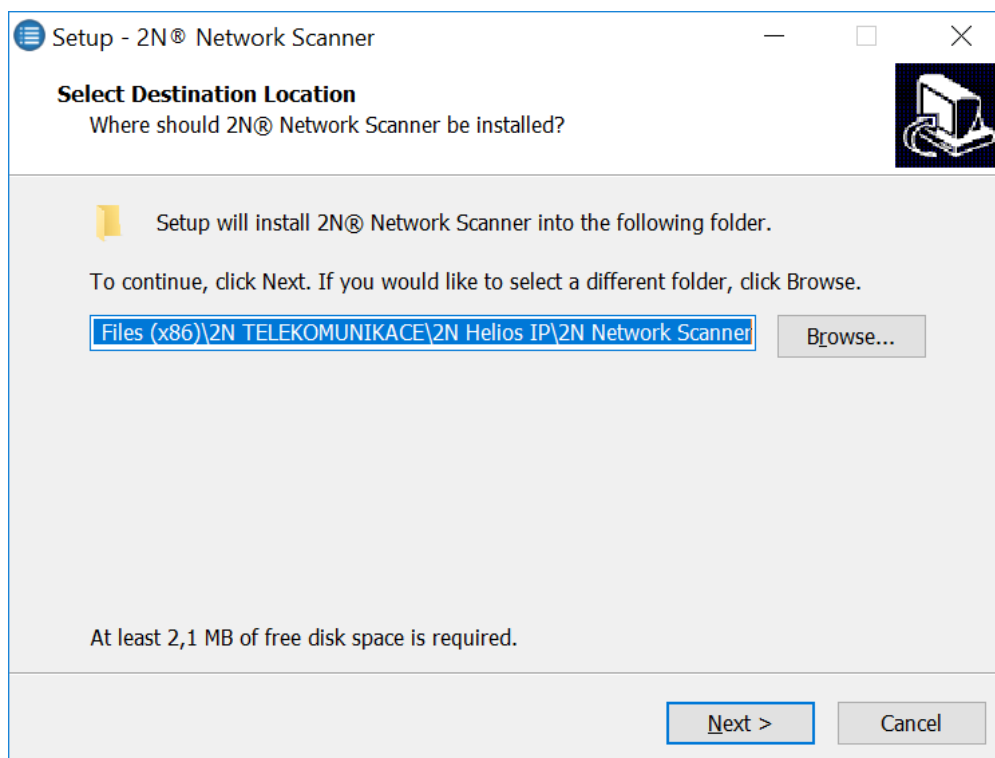 Setup - 2N® Network Scanner
Select Destination Location
Where should 2N® Network Scanner be installed?
Setup will install 2N® Network Scanner into the following folder.
To continue, click Next. If you would like to select a different folder, click Browse.
Files (x86)\2N TELEKOMUNIKACE\2N Helios IP\2N Network Scanner
Browse...
At least 2,1 MB of free disk space is required.
Next >
Cancel